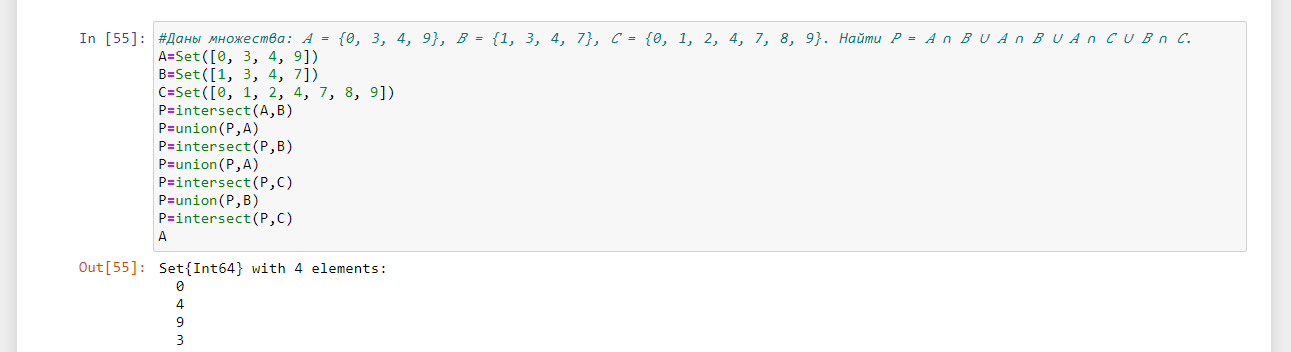 In [55]: #Даны множества: 𝐴 = {0, 3, 4, 9}, 𝐵 = {1, 3, 4, 7}, 𝐶 = {0, 1, 2, 4, 7, 8, 9}. Найти 𝑃 = 𝐴 ∩ 𝐵 ∪ 𝐴 ∩ 𝐵 ∪ 𝐴 ∩ 𝐶 ∪ 𝐵 ∩ 𝐶.
A=Set([0, 3, 4, 9])
B=Set([1, 3, 4, 7])
C=Set([0, 1, 2, 4, 7, 8, 9])
P=intersect(A,B)
P=union(P,A)
P=intersect(P,B)
P=union(P,A)
P=intersect(P,C)
P=union(P,B)
P=intersect(P,C)
A
Out[55]: Set{Int64} with 4 elements:
0
4
9
3